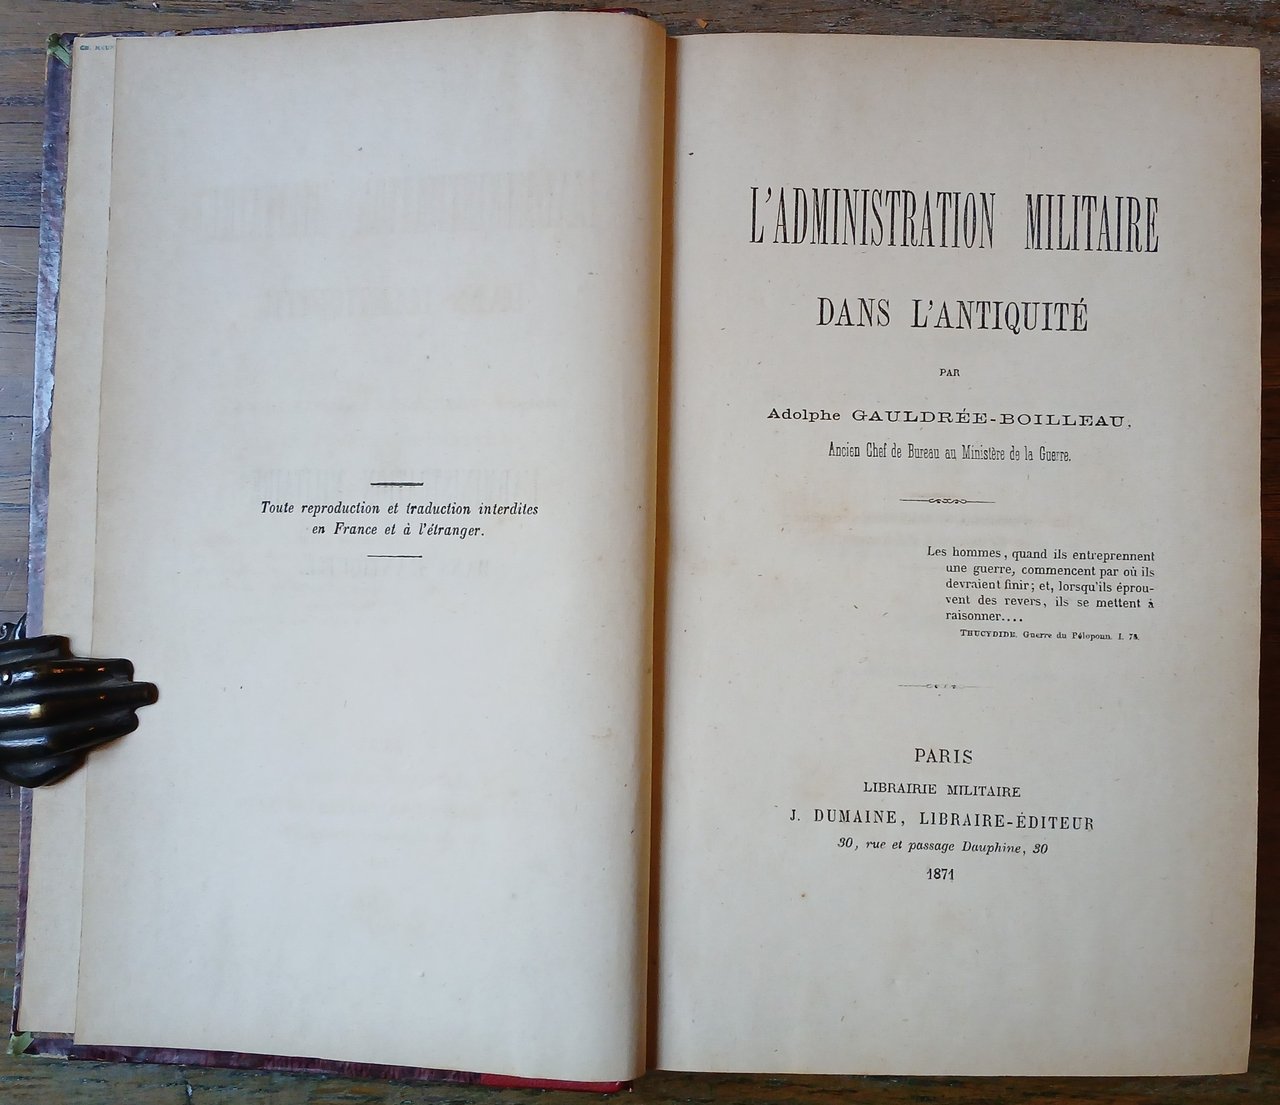 Toute reproduction et traduction interdites
en France et à l'étranger.
L'ADMINISTRATION MILITAIRE
DANS L'ANTIQUITÉ
PAR
Adolphe GAULDRÉE-BOILLEAU,
Ancien Chef de Bureau au Ministère de la Guerre.
Les hommes, quand ils entreprennent
une guerre, commencent par où ils
devraient finir; et, lorsqu'ils éprou-
vent des revers, ils se mettent à
raisonner....
THUCYDIDE. Guerre du Péloponn. I. 78.
PARIS
LIBRAIRIE MILITAIRE
J. DUMAINE, LIBRAIRE-ÉDITEUR
30, rue et passage Dauphine, 30
1871